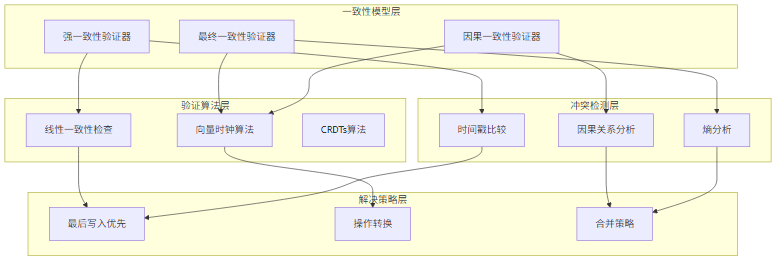 一致性模型层
强一致性验证器
最终一致性验证器
因果一致性验证器
验证算法层
线性一致性检查
向量时钟算法
CRDTs算法
冲突检测层
时间戳比较
因果关系分析
熵分析
解决策略层
最后写入优先
操作转换
合并策略